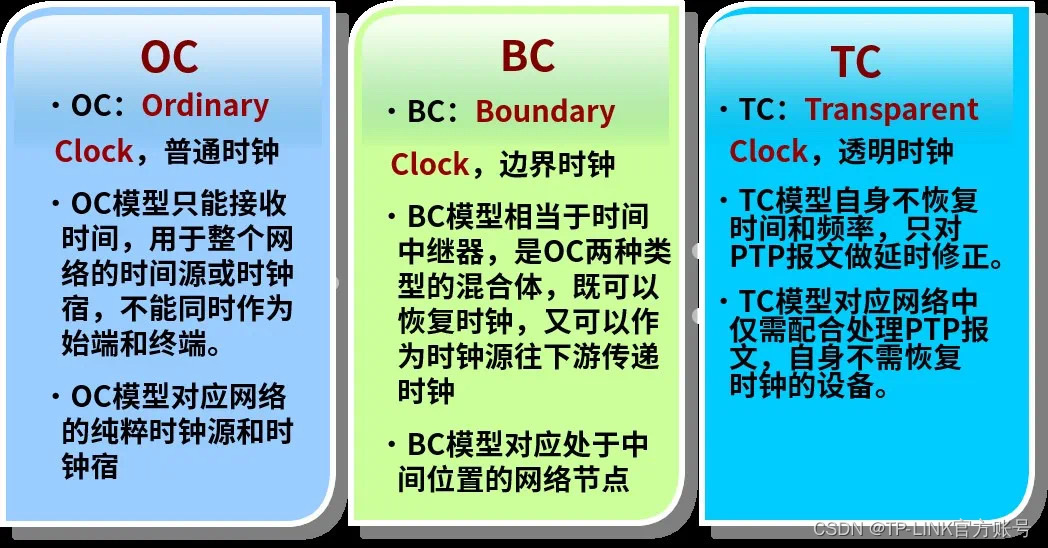 OC
· OC：Ordinary
Clock，普通时钟
· OC模型只能接收
时间，用于整个网
络的时间源或时钟
宿，不能同时作为
始端和终端。
· OC模型对应网络
的纯粹时钟源和时
钟宿
BC
· BC：Boundary
Clock，边界时钟
· BC模型相当于时间
中继器，是OC两种类
型的混合体，既可以
恢复时钟，又可以作
为时钟源往下游传递
时钟
· BC模型对应处于中
间位置的网络节点
TC
· TC：Transparent
Clock，透明时钟
· TC模型自身不恢复
时间和频率，只对
PTP报文做延时修正。
· TC模型对应网络中
仅需配合处理PTP报
文，自身不需恢复
时钟的设备。
CSDN @TP-LINK官方账号